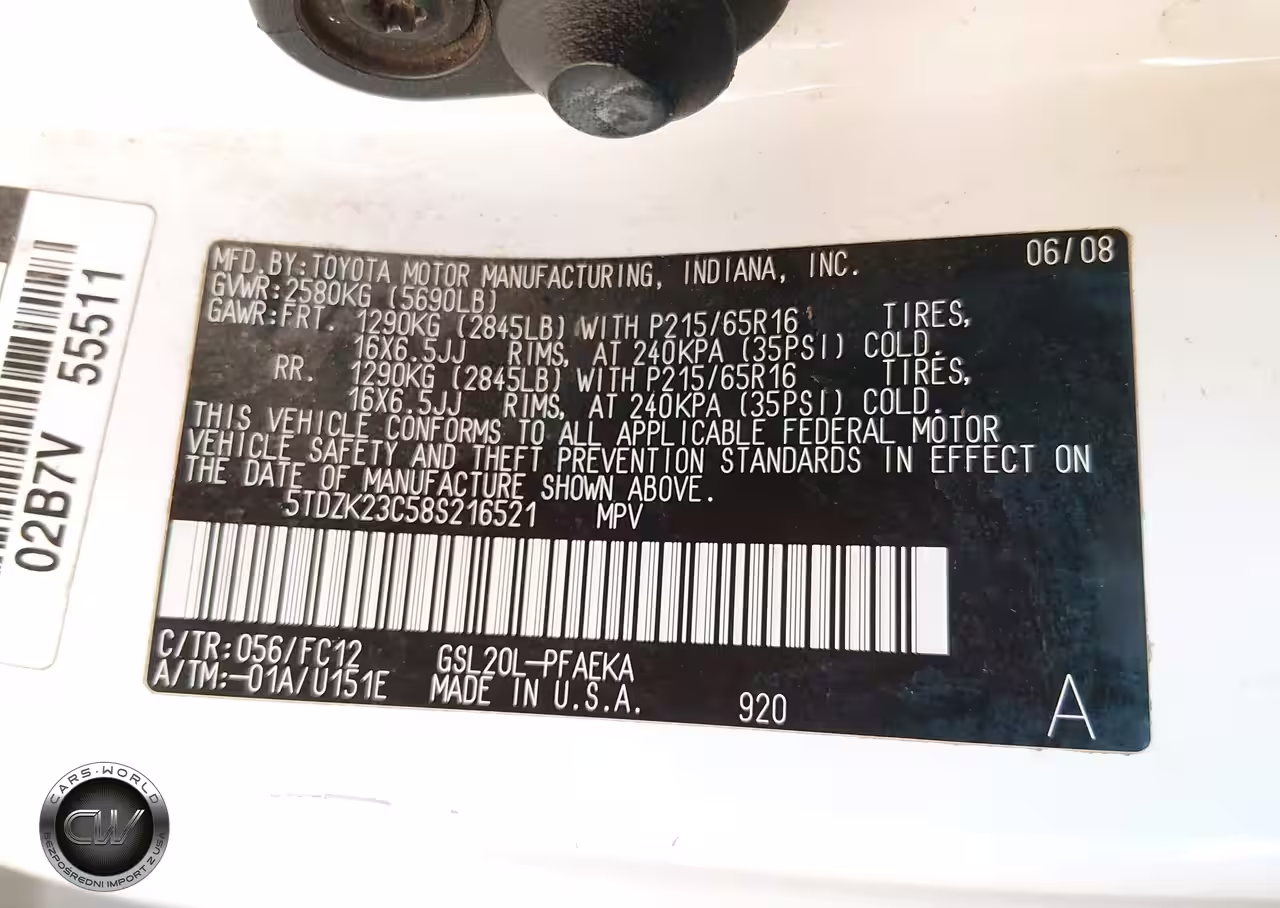 MFD. BY: TOYOTA MOTOR MANUFACTURING, INDIANA, INC. 06/08
GVWR: 2580KG (5690LB)
GAWR: FRT. 1290KG (2845LB) WITH P215/65R16 TIRES,
16X6.5JJ RIMS, AT 240KPA (35PSI) COLD.
RR. 1290KG (2845LB) WITH P215/65R16 TIRES,
16X6.5JJ RIMS, AT 240KPA (35PSI) COLD.
THIS VEHICLE CONFORMS TO ALL APPLICABLE FEDERAL MOTOR
VEHICLE SAFETY AND THEFT PREVENTION STANDARDS IN EFFECT ON
THE DATE OF MANUFACTURE SHOWN ABOVE.
5TDZK23C58S216521 MPV
C/TR: 056/FC12 GSL20L-PFAEKA
A/TM: -01A/U151E MADE IN U.S.A. 920 A
02B7V 55511
CARS·WORLD
CW
BEZPOŚREDNI IMPORT Z USA